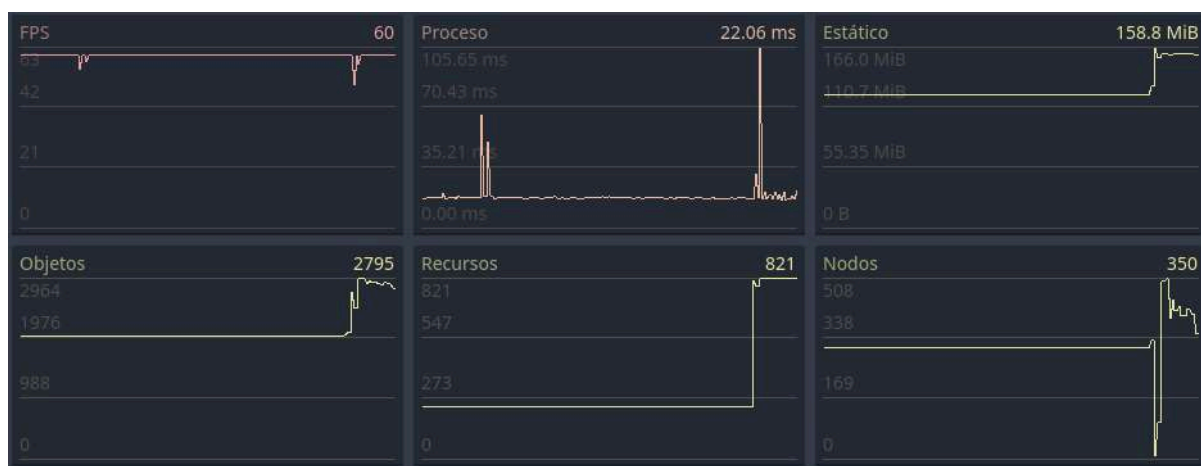 FPS 60
63
42
21
0
Proceso 22.06 ms
105.65 ms
70.43 ms
35.21 ms
0.00 ms
Estático 158.8 MiB
166.0 MiB
110.7 MiB
55.35 MiB
0 B
Objetos 2795
2964
1976
988
0
Recursos 821
821
547
273
0
Nodos 350
508
338
169
0